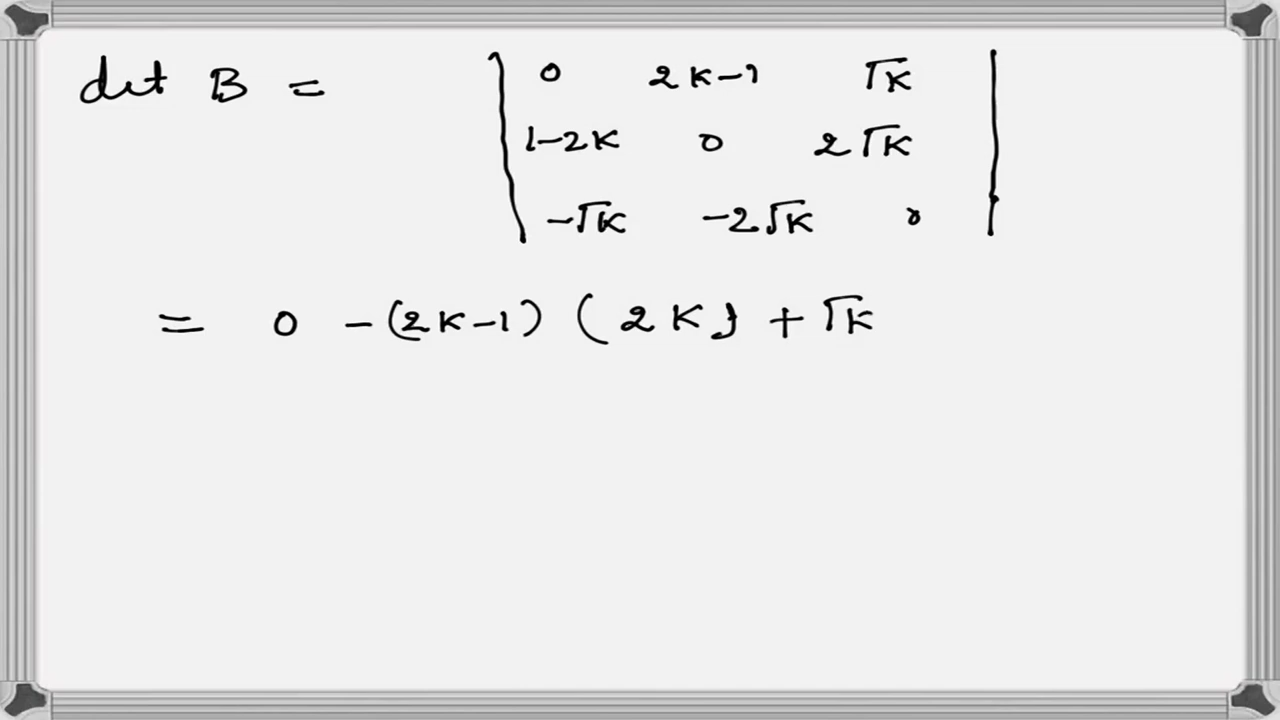 det B = | 0 2K-1 √K |
| 1-2K 0 2√K |
| -√K -2√K 0 |
= 0 -(2K-1) (2K) + √K